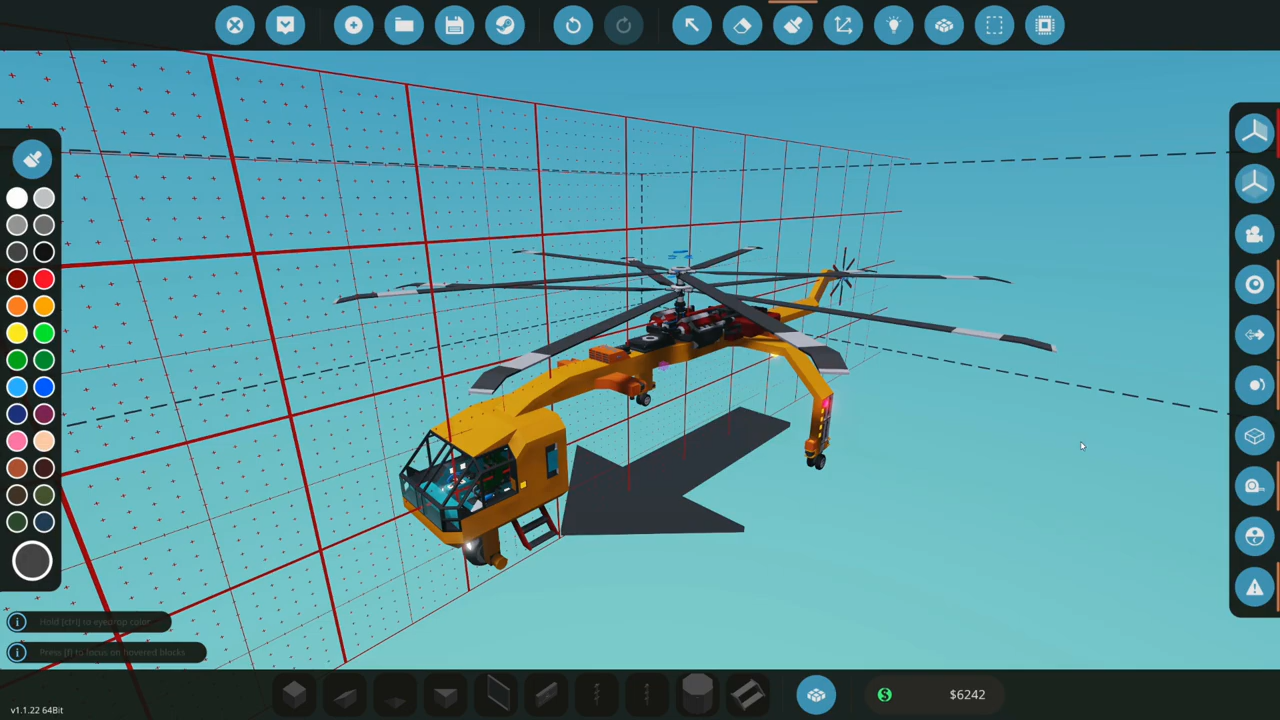 Hold [ctrl] to eyedrop color
Press [f] to focus on hovered blocks
$ $6242
v1.1.22 64Bit